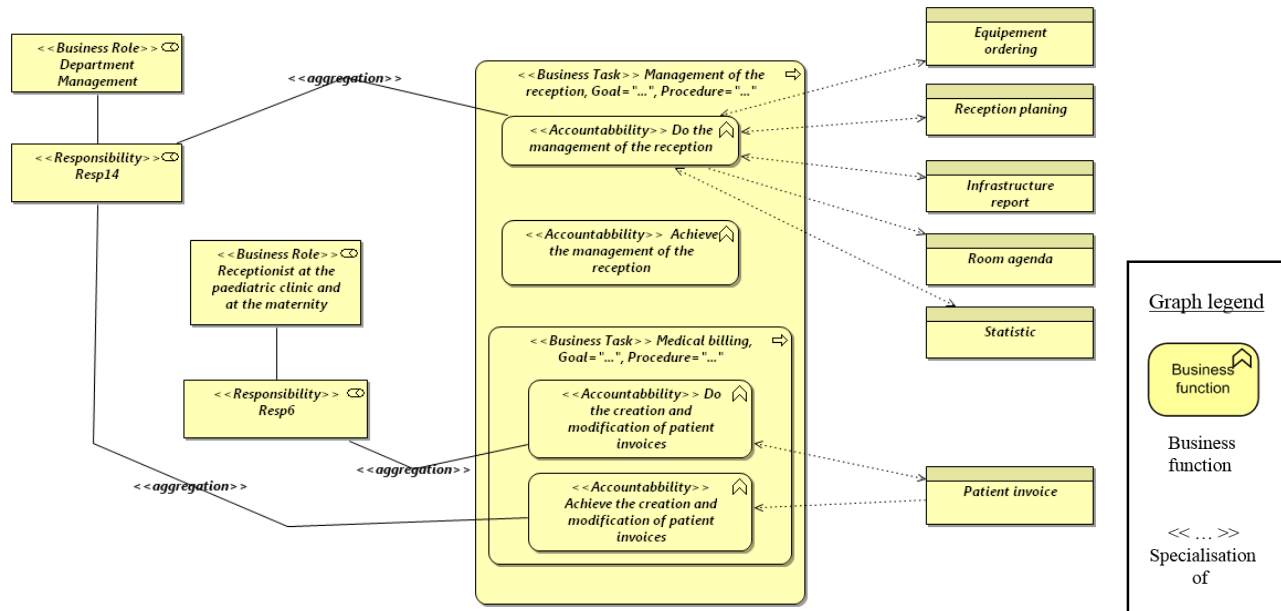 <<Business Role>>
Department
Management
<<Responsibility>>
Resp14
<<aggregation>>
<<Business Role>>
Receptionist at the
paediatric clinic and
at the maternity
<<Responsibility>>
Resp6
<<aggregation>>
<<aggregation>>
<<Business Task>> Management of the
reception, Goal="...", Procedure="..."
<<Accountabbility>> Do the
management of the reception
<<Accountabbility>> Achieve
the management of the
reception
<<Business Task>> Medical billing,
Goal="...", Procedure="..."
<<Accountabbility>> Do
the creation and
modification of patient
invoices
<<Accountabbility>>
Achieve the creation and
modification of patient
invoices
Equipement
ordering
Reception planing
Infrastructure
report
Room agenda
Statistic
Patient invoice
Graph legend
Business
function
Business
function
<< ... >>
Specialisation
of